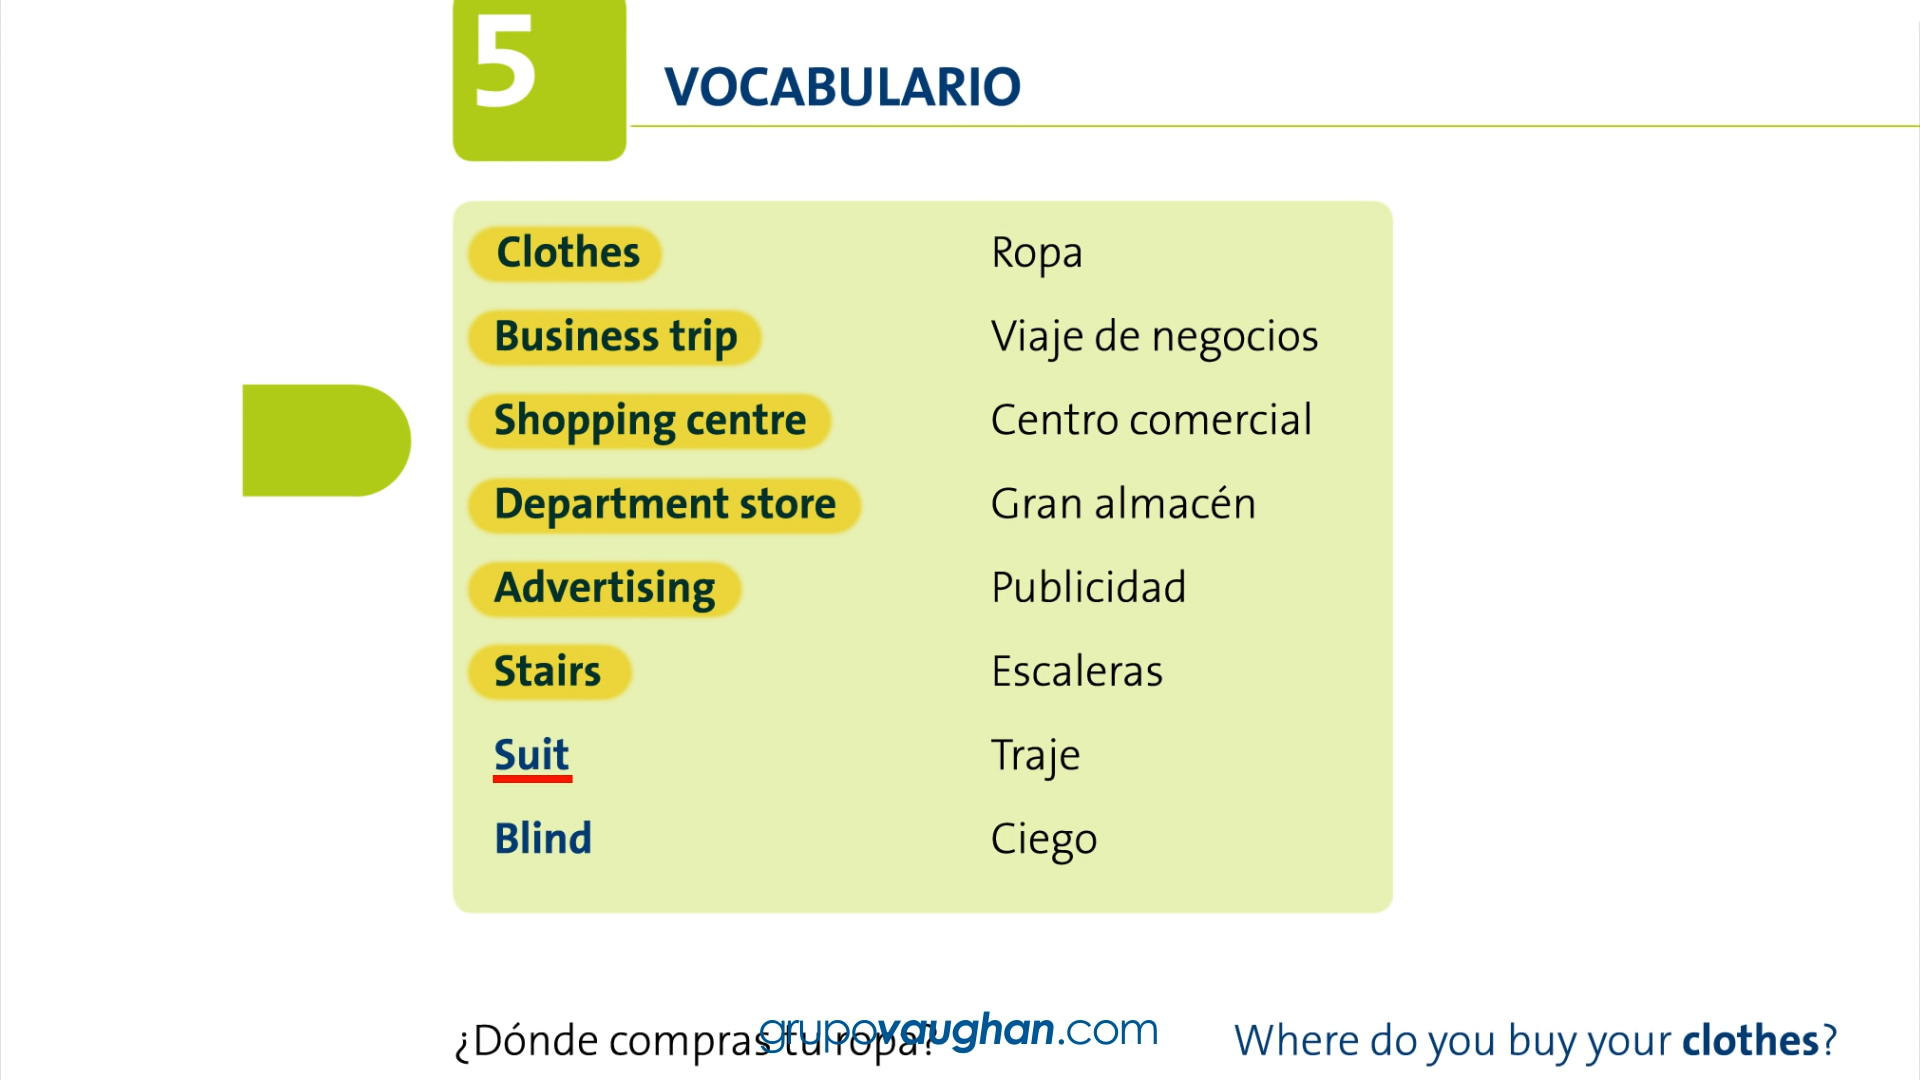 5
VOCABULARIO
Clothes Ropa
Business trip Viaje de negocios
Shopping centre Centro comercial
Department store Gran almacén
Advertising Publicidad
Stairs Escaleras
Suit Traje
Blind Ciego
¿Dónde compras tu ropa? Where do you buy your clothes?
grupovaughan.com